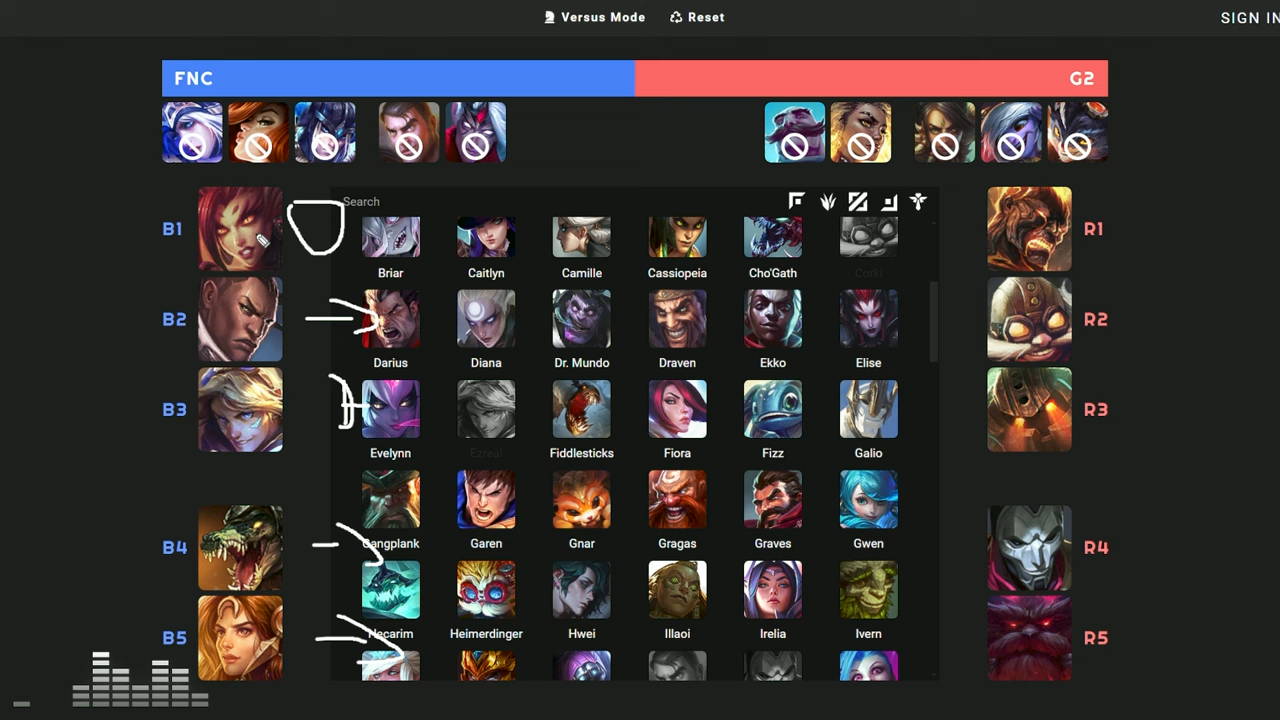 Versus Mode Reset
SIGN IN
FNC G2
Search
B1 R1
Briar Caitlyn Camille Cassiopeia Cho'Gath Corki
B2 R2
Darius Diana Dr. Mundo Draven Ekko Elise
B3 R3
Evelynn Ezreal Fiddlesticks Fiora Fizz Galio
Gangplank Garen Gnar Gragas Graves Gwen
B4 R4
Hecarim Heimerdinger Hwei Illaoi Irelia Ivern
B5 R5